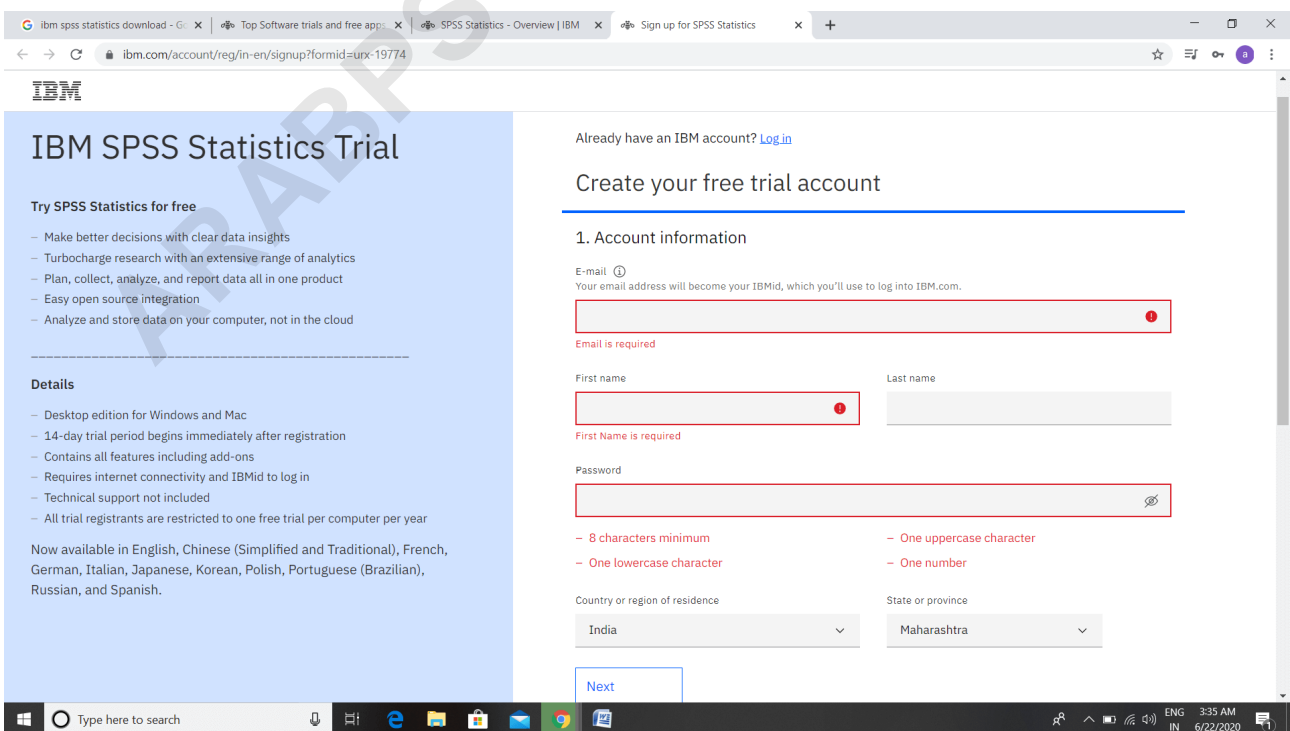 ibm spss statistics download - Go
Top Software trials and free apps
SPSS Statistics - Overview | IBM
Sign up for SPSS Statistics
ibm.com/account/reg/in-en/signup?formid=urx-19774
a
IBM
IBM SPSS Statistics Trial
Try SPSS Statistics for free
– Make better decisions with clear data insights
– Turbocharge research with an extensive range of analytics
– Plan, collect, analyze, and report data all in one product
– Easy open source integration
– Analyze and store data on your computer, not in the cloud
Details
– Desktop edition for Windows and Mac
– 14-day trial period begins immediately after registration
– Contains all features including add-ons
– Requires internet connectivity and IBMid to log in
– Technical support not included
– All trial registrants are restricted to one free trial per computer per year
Now available in English, Chinese (Simplified and Traditional), French,
German, Italian, Japanese, Korean, Polish, Portuguese (Brazilian),
Russian, and Spanish.
Already have an IBM account? Log in
Create your free trial account
1. Account information
E-mail
Your email address will become your IBMid, which you'll use to log into IBM.com.
Email is required
First name
Last name
First Name is required
Password
– 8 characters minimum
– One uppercase character
– One lowercase character
– One number
Country or region of residence
State or province
India
Maharashtra
Next
ARABPS
Type here to search
ENG
IN
3:35 AM
6/22/2020